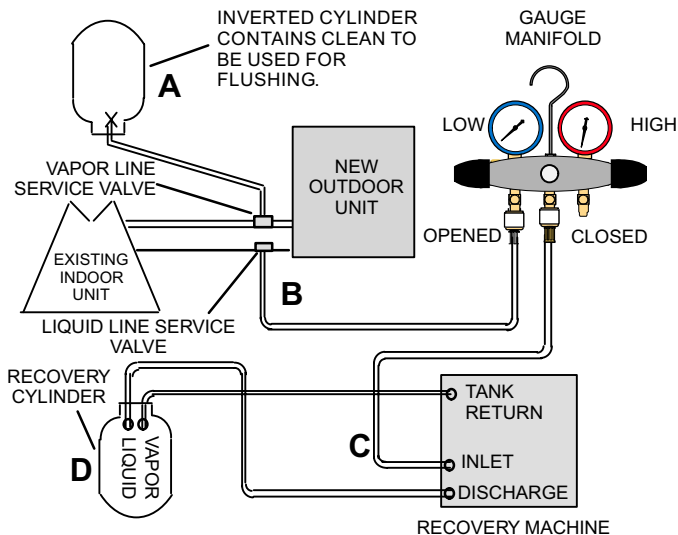 INVERTED CYLINDER
CONTAINS CLEAN TO
BE USED FOR
FLUSHING.
GAUGE
MANIFOLD
A
LOW
HIGH
VAPOR LINE
SERVICE VALVE
NEW
OUTDOOR
UNIT
OPENED
CLOSED
EXISTING
INDOOR
UNIT
B
LIQUID LINE SERVICE
VALVE
RECOVERY
CYLINDER
TANK
RETURN
C
D
LIQUID
VAPOR
INLET
DISCHARGE
RECOVERY MACHINE